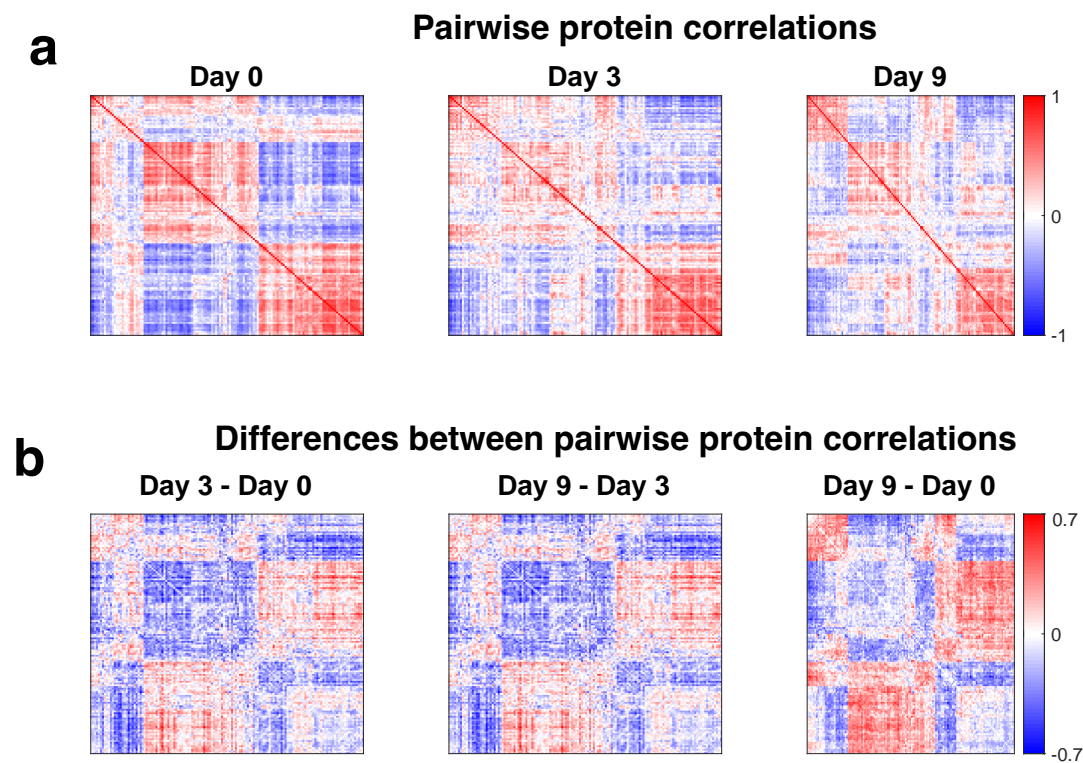 a
Pairwise protein correlations
Day 0
Day 3
Day 9
1
0
-1
b
Differences between pairwise protein correlations
Day 3 - Day 0
Day 9 - Day 3
Day 9 - Day 0
0.7
0
-0.7